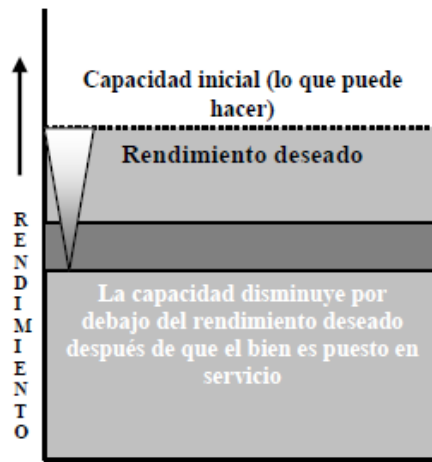 Capacidad inicial (lo que puede
hacer)
Rendimiento deseado
La capacidad disminuye por
debajo del rendimiento deseado
después de que el bien es puesto en
servicio
RENDIMIENTO